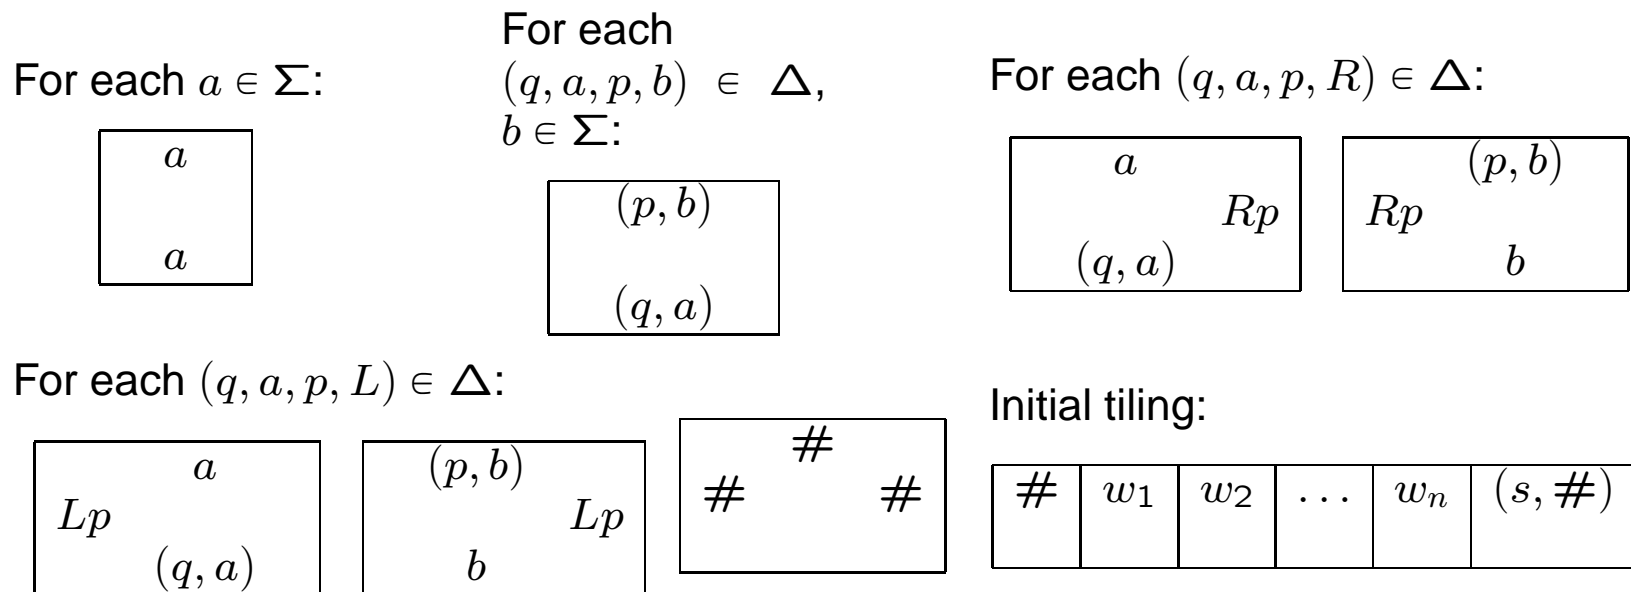 For each a ∈ Σ:
a
a
For each
(q, a, p, b) ∈ Δ,
b ∈ Σ:
(p, b)
(q, a)
For each (q, a, p, R) ∈ Δ:
a
Rp
(q, a)
(p, b)
Rp
b
For each (q, a, p, L) ∈ Δ:
a
Lp
(q, a)
(p, b)
Lp
b
#
# #
Initial tiling:
# w₁ w₂ ... wₙ (s, #)